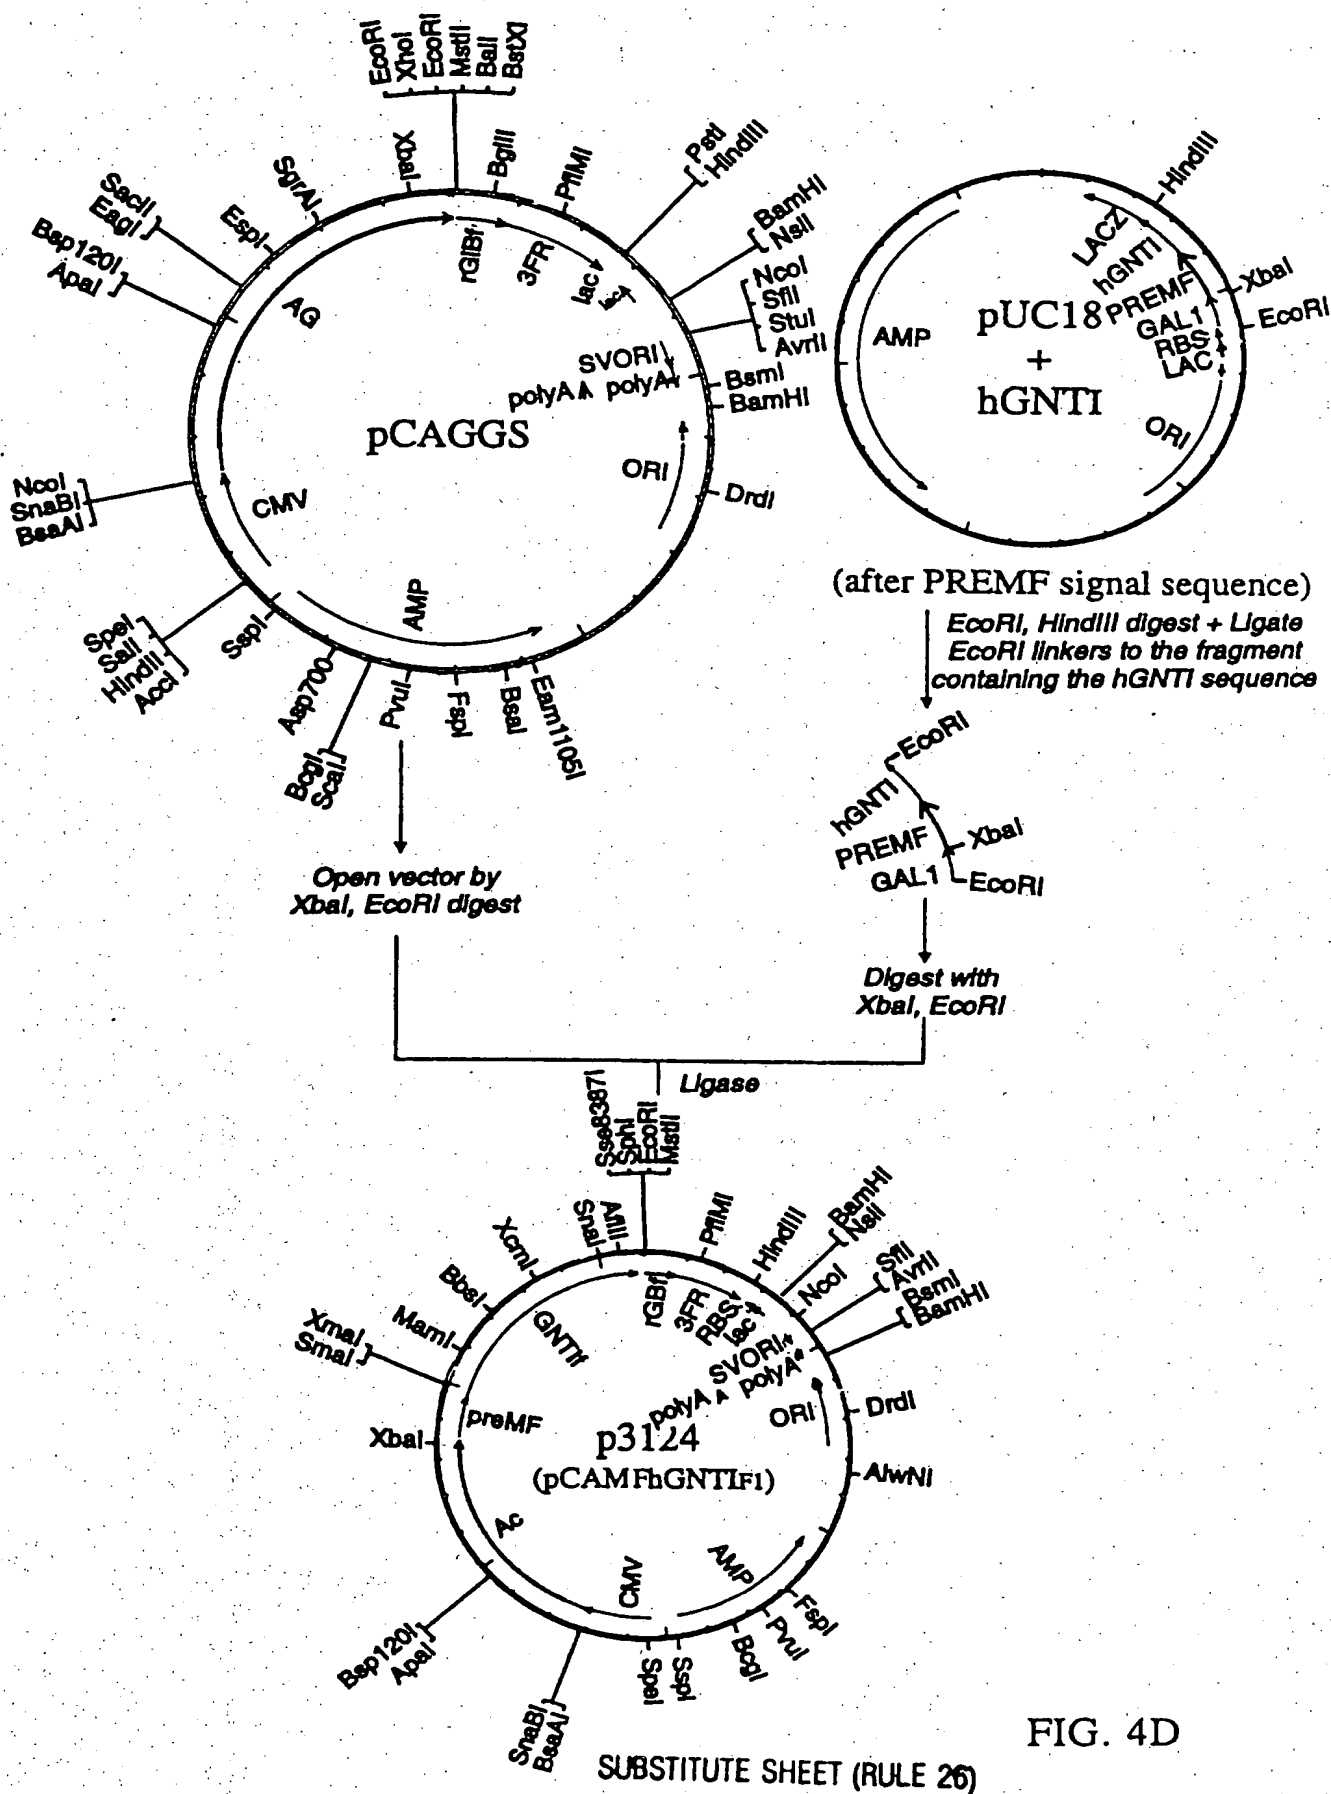 EcoRI
XhoI
EcoRI
MstII
BalI
BstXI
XbaI
BglII
PflMI
PstI
HindIII
SgrAI
EspI
SacII
EagI
Bsp120I
ApaI
BamHI
NsiI
NcoI
SfiI
StuI
AvrII
BsmI
BamHI
DrdI
AG
rGlBf
3FR
lac
SVORI
polyA polyA
pCAGGS
ORI
CMV
AMP
NcoI
SnaBI
BsaAI
SpeI
SalI
HindII
AccI
SspI
Asp700
BcgI
ScaI
PvuI
FspI
BsaI
Eam1105I
HindIII
XbaI
EcoRI
LACZ
hGNTI
PREMF
GAL1
RBS
LAC
AMP
pUC18
+
hGNTI
ORI
(after PREMF signal sequence)
EcoRI, HindIII digest + Ligate
EcoRI linkers to the fragment
containing the hGNTI sequence
EcoRI
hGNTI
PREMF
XbaI
GAL1
EcoRI
Open vector by
XbaI, EcoRI digest
Digest with
XbaI, EcoRI
Ligase
Sse8387I
SphI
EcoRI
MstII
SnaI
AflII
XcmI
BbsI
MamI
XmaI
SmaI
XbaI
PflMI
HindIII
BamHI
NsiI
NcoI
SfiI
AvrII
BsmI
BamHI
DrdI
AlwNI
GNTIf
rGBf
3FR
RBS
lac
SVORI
polyA
polyA
preMF
ORI
p3124
(pCAMFhGNTIF1)
Ac
CMV
AMP
Bsp120I
ApaI
SnaBI
BsaAI
SpeI
SspI
BcgI
PvuI
FspI
FIG. 4D
SUBSTITUTE SHEET (RULE 26)